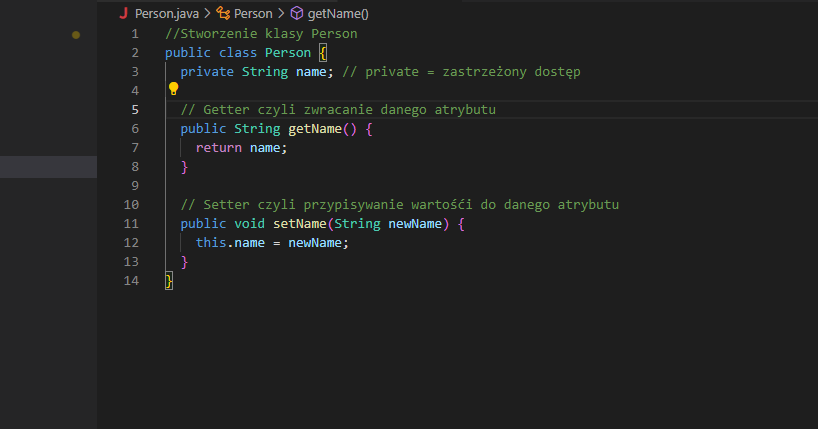 J Person.java > Person > getName()
1 //Stworzenie klasy Person
2 public class Person {
3 private String name; // private = zastrzeżony dostęp
4
5 // Getter czyli zwracanie danego atrybutu
6 public String getName() {
7 return name;
8 }
9
10 // Setter czyli przypisywanie wartośći do danego atrybutu
11 public void setName(String newName) {
12 this.name = newName;
13 }
14 }